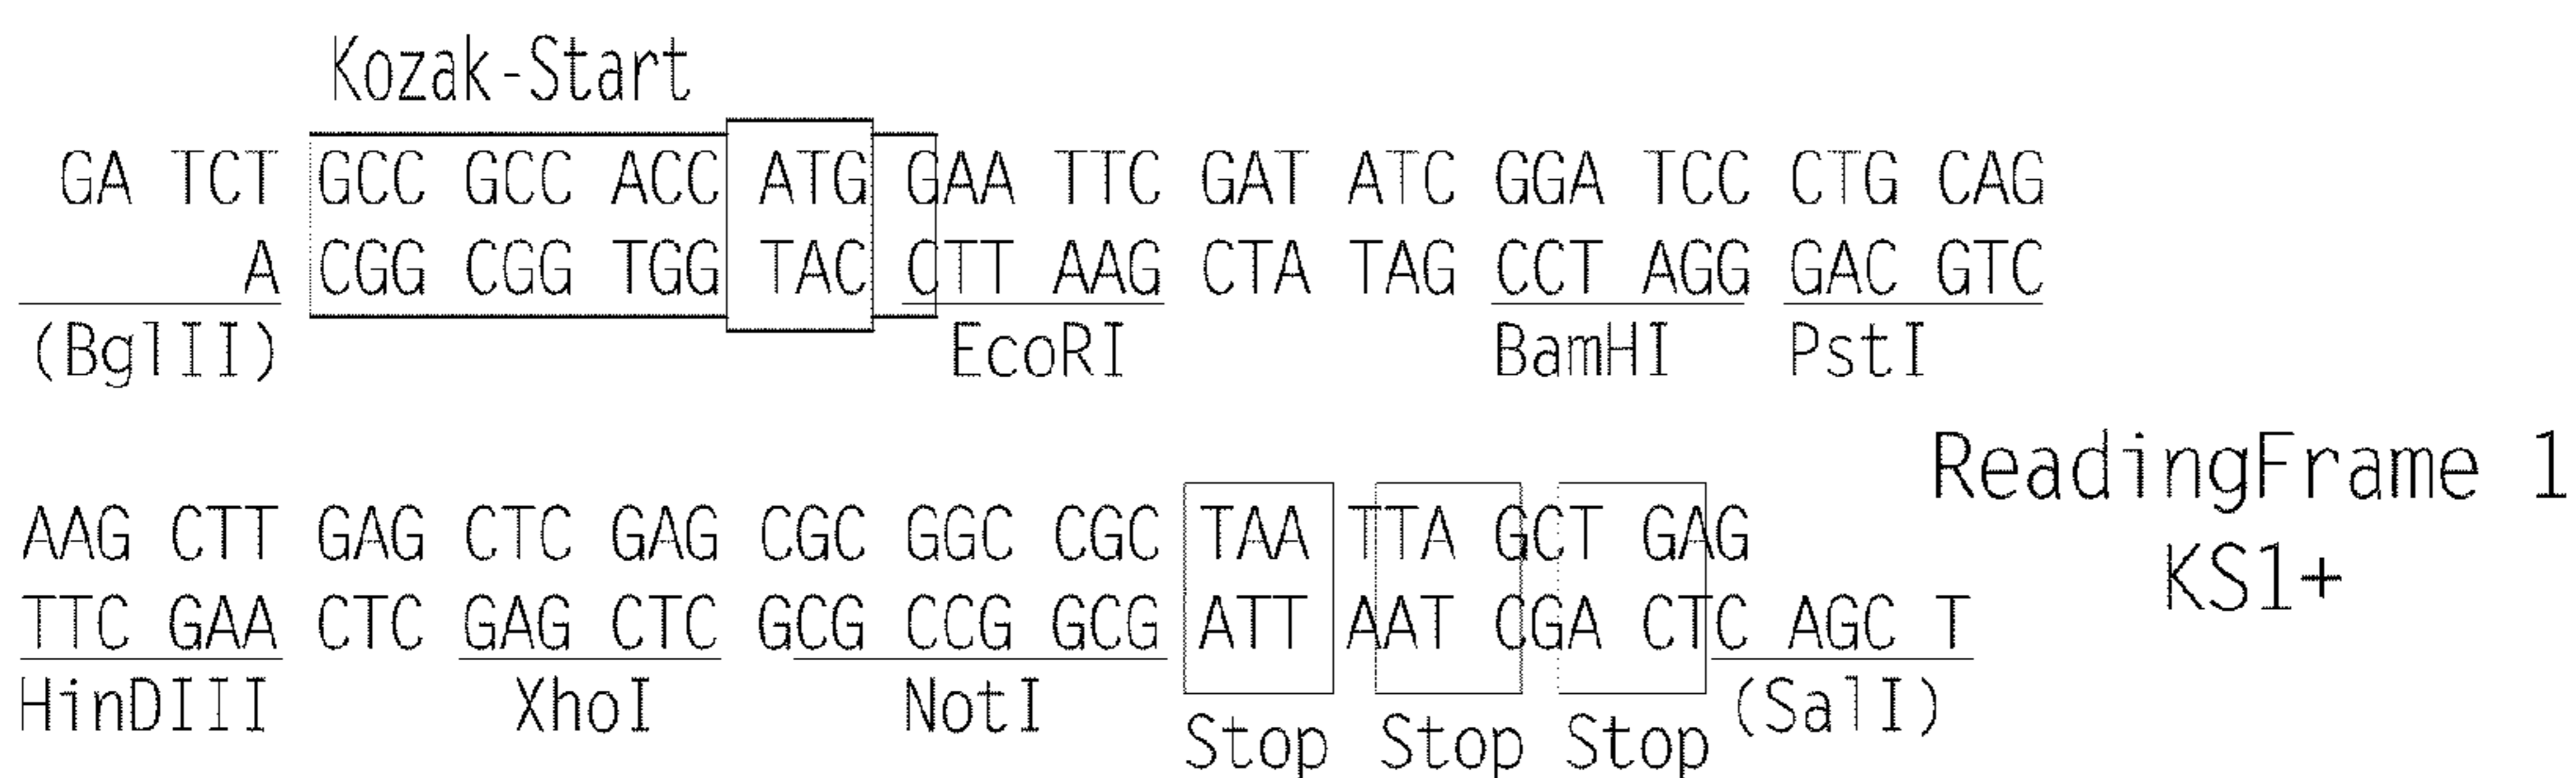 Kozak-Start
GA TCT GCC GCC ACC ATG GAA TTC GAT ATC GGA TCC CTG CAG
A CGG CGG TGG TAC CTT AAG CTA TAG CCT AGG GAC GTC
(BglII) EcoRI BamHI PstI
ReadingFrame 1
AAG CTT GAG CTC GAG CGC GGC CGC TAA TTA GCT GAG
KS1+
TTC GAA CTC GAG CTC GCG CCG GCG ATT AAT CGA CTC AGC T
HinDIII XhoI NotI (SalI)
Stop Stop Stop